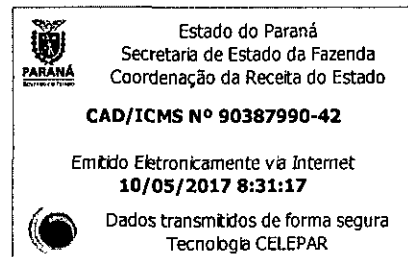 Estado do Paraná
Secretaria de Estado da Fazenda
Coordenação da Receita do Estado
PARANÁ
CAD/ICMS Nº 90387990-42
Emitido Eletronicamente via Internet
10/05/2017 8:31:17
Dados transmitidos de forma segura
Tecnologia CELEPAR